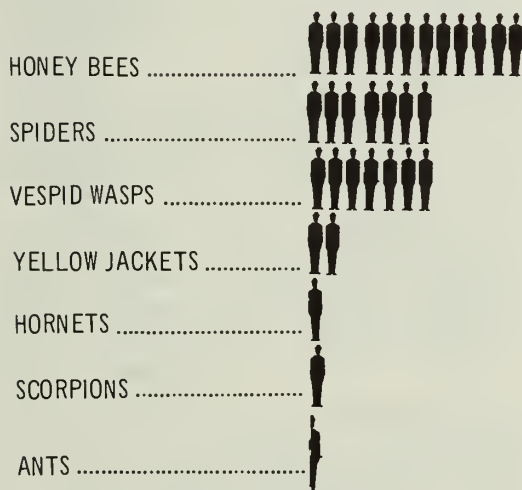 HONEY BEES ........................
SPIDERS ...............................
VESPID WASPS .....................
YELLOW JACKETS ...............
HORNETS .............................
SCORPIONS ..........................
ANTS .....................................